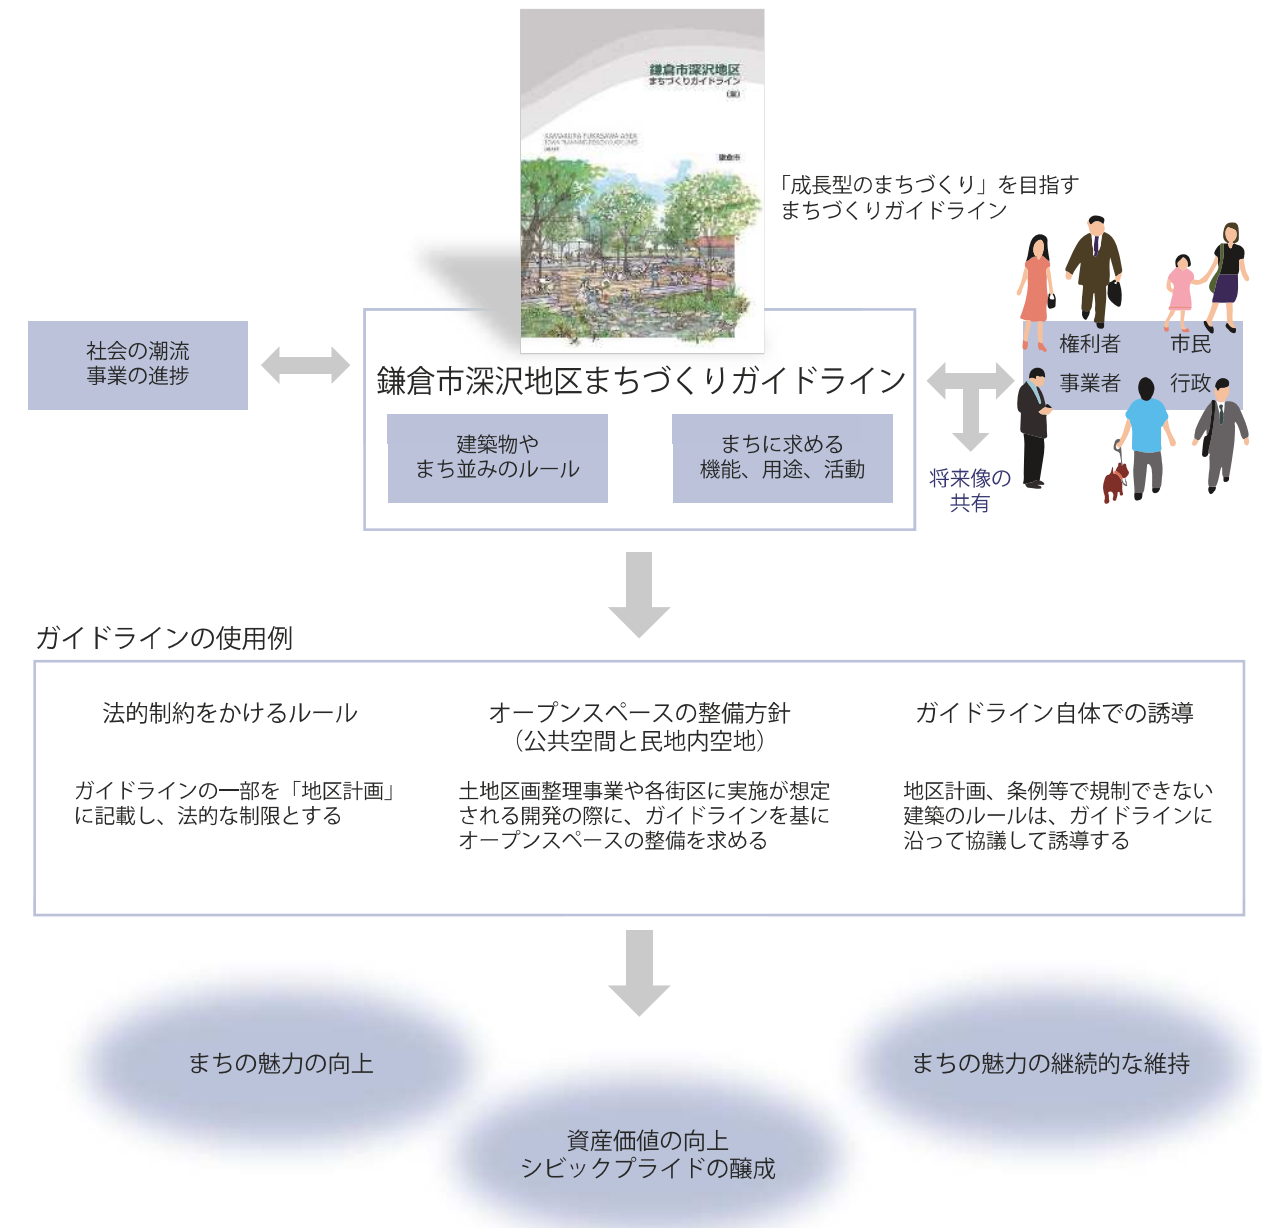 鎌倉市深沢地区
まちづくりガイドライン
(案)
KAMAKURA FUKASAWA AREA
TOWN PLANNING DESIGN GUIDELINES
鎌倉市
「成長型のまちづくり」を目指す
まちづくりガイドライン
社会の潮流
事業の進捗
鎌倉市深沢地区まちづくりガイドライン
建築物や
まち並みのルール
まちに求める
機能、用途、活動
権利者 市民
事業者 行政
将来像の
共有
ガイドラインの使用例
法的制約をかけるルール
ガイドラインの一部を「地区計画」
に記載し、法的な制限とする
オープンスペースの整備方針
（公共空間と民地内空地）
土地区画整理事業や各街区に実施が想定
される開発の際に、ガイドラインを基に
オープンスペースの整備を求める
ガイドライン自体での誘導
地区計画、条例等で規制できない
建築のルールは、ガイドラインに
沿って協議して誘導する
まちの魅力の向上
資産価値の向上
シビックプライドの醸成
まちの魅力の継続的な維持